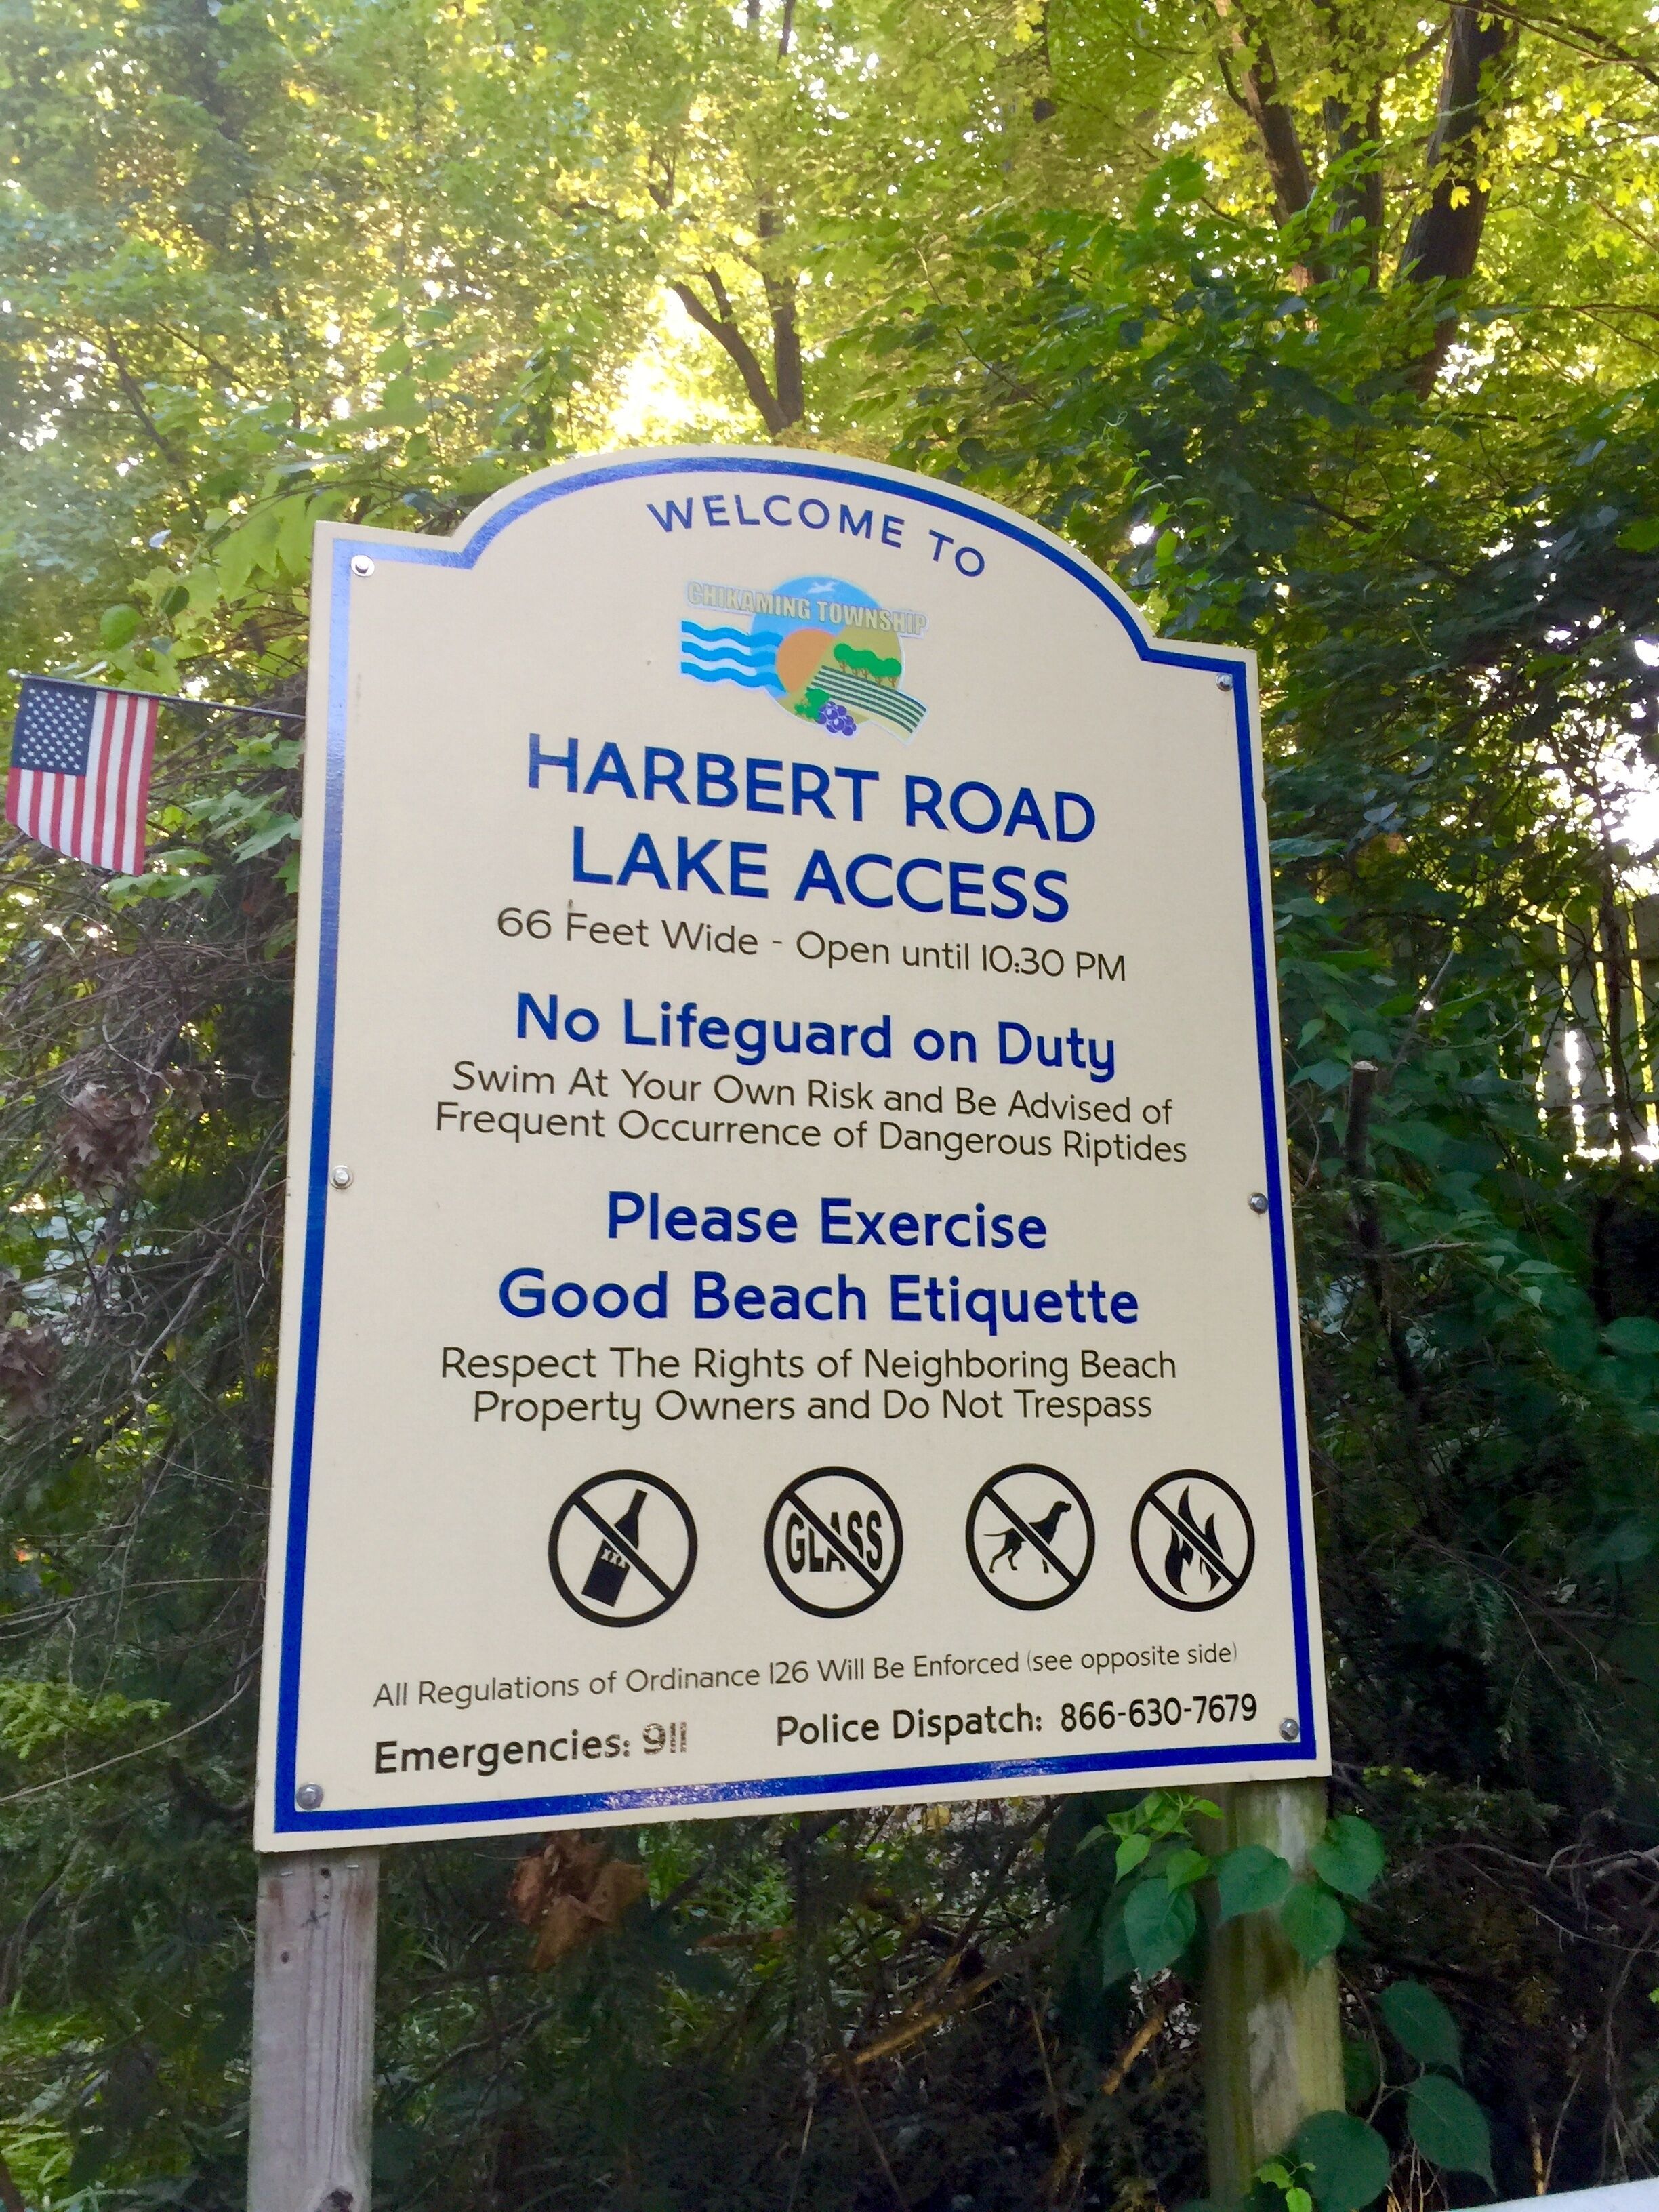 WELCOME TO
CHIKAMING TOWNSHIP
HARBERT ROAD
LAKE ACCESS
66 Feet Wide - Open until 10:30 PM
No Lifeguard on Duty
Swim At Your Own Risk and Be Advised of
Frequent Occurrence of Dangerous Riptides
Please Exercise
Good Beach Etiquette
Respect The Rights of Neighboring Beach
Property Owners and Do Not Trespass
XXX
GLASS
All Regulations of Ordinance 126 Will Be Enforced (see opposite side)
Emergencies: 911 Police Dispatch: 866-630-7679